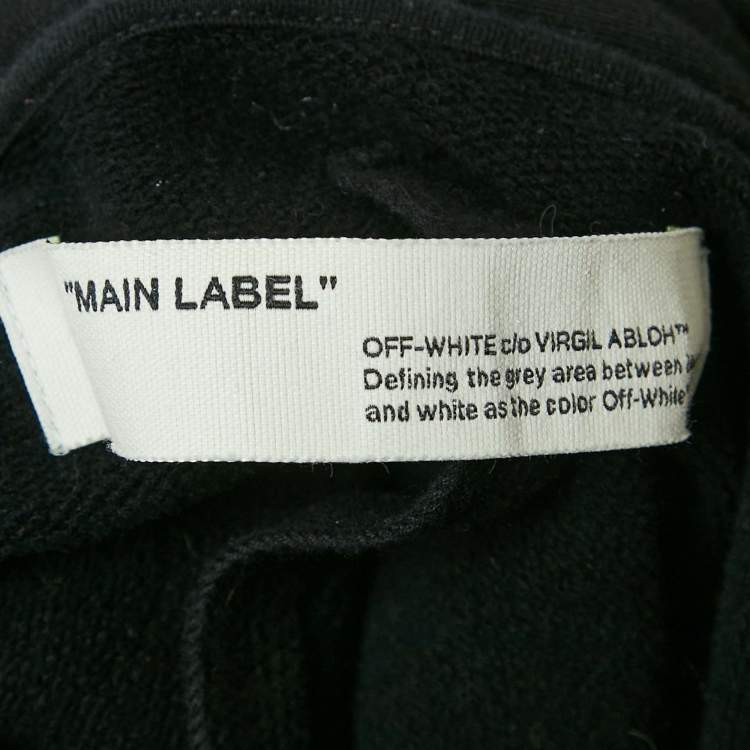 "MAIN LABEL"
OFF-WHITE c/o VIRGIL ABLOH™
Defining the grey area between
and white as the color Off-White